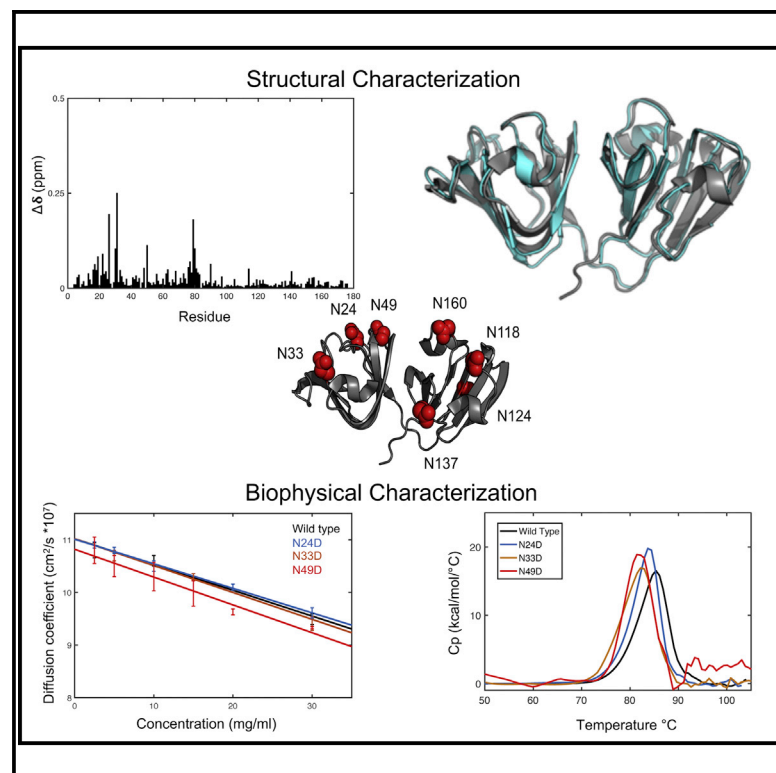 Structural Characterization
0.5
0.25
0
Δδ (ppm)
0 20 40 60 80 100 120 140 160 180
Residue
N24 N49 N160
N33 N118
N124
N137
Biophysical Characterization
11
10
9
8
Diffusion coefficient (cm²/s *10⁷)
Wild type
N24D
N33D
N49D
0 10 20 30
Concentration (mg/ml)
20
10
0
Cp (kcal/mol/°C)
Wild Type
N24D
N33D
N49D
50 60 70 80 90 100
Temperature °C